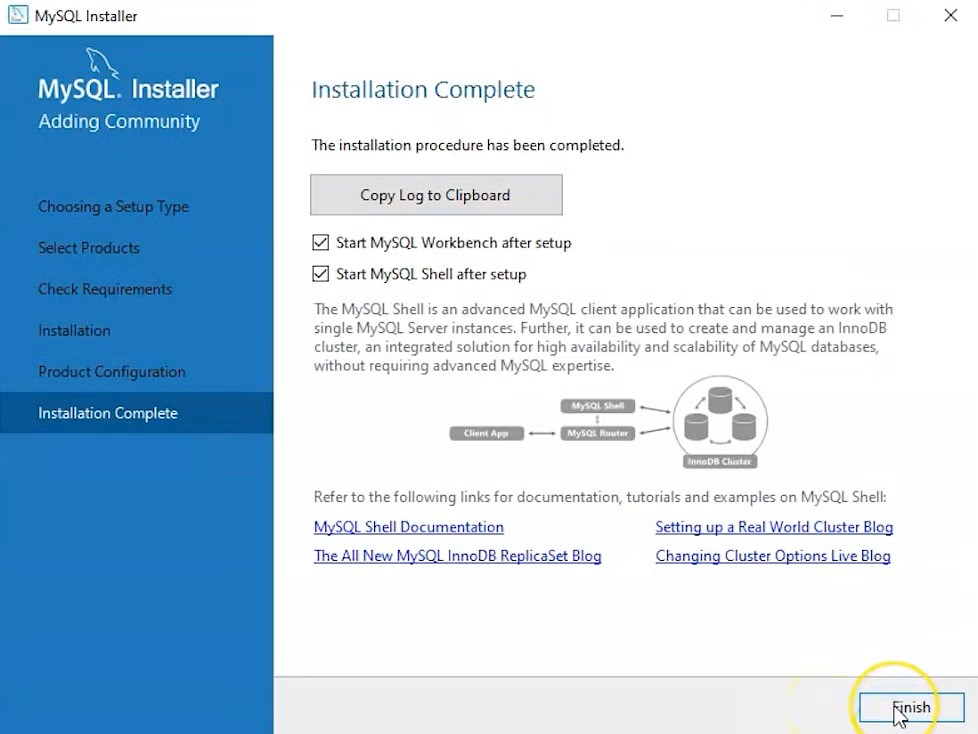 MySQL Installer
MySQL. Installer
Adding Community
Choosing a Setup Type
Select Products
Check Requirements
Installation
Product Configuration
Installation Complete
Installation Complete
The installation procedure has been completed.
Copy Log to Clipboard
Start MySQL Workbench after setup
Start MySQL Shell after setup
The MySQL Shell is an advanced MySQL client application that can be used to work with
single MySQL Server instances. Further, it can be used to create and manage an InnoDB
cluster, an integrated solution for high availability and scalability of MySQL databases,
without requiring advanced MySQL expertise.
MySQL Shell
Client App
MySQL Router
InnoDB Cluster
Refer to the following links for documentation, tutorials and examples on MySQL Shell:
MySQL Shell Documentation
Setting up a Real World Cluster Blog
The All New MySQL InnoDB ReplicaSet Blog
Changing Cluster Options Live Blog
Finish